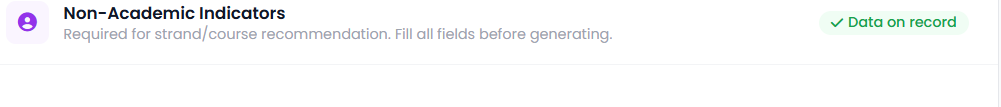 Non-Academic Indicators
Required for strand/course recommendation. Fill all fields before generating.
Data on record